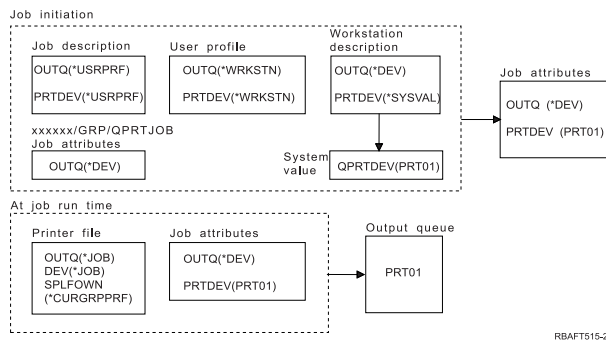 Job initiation
Job description
User profile
Workstation
description
OUTQ(*USRPRF)
PRTDEV(*USRPRF)
OUTQ(*WRKSTN)
PRTDEV(*WRKSTN)
OUTQ(*DEV)
PRTDEV(*SYSVAL)
Job attributes
OUTQ (*DEV)
PRTDEV (PRT01)
xxxxxx/GRP/QPRTJOB
Job attributes
OUTQ(*DEV)
System
value
QPRTDEV(PRT01)
At job run time
Printer file
OUTQ(*JOB)
DEV(*JOB)
SPLFOWN
(*CURGRPPRF)
Job attributes
OUTQ(*DEV)
PRTDEV(PRT01)
Output queue
PRT01
RBAFT515-2